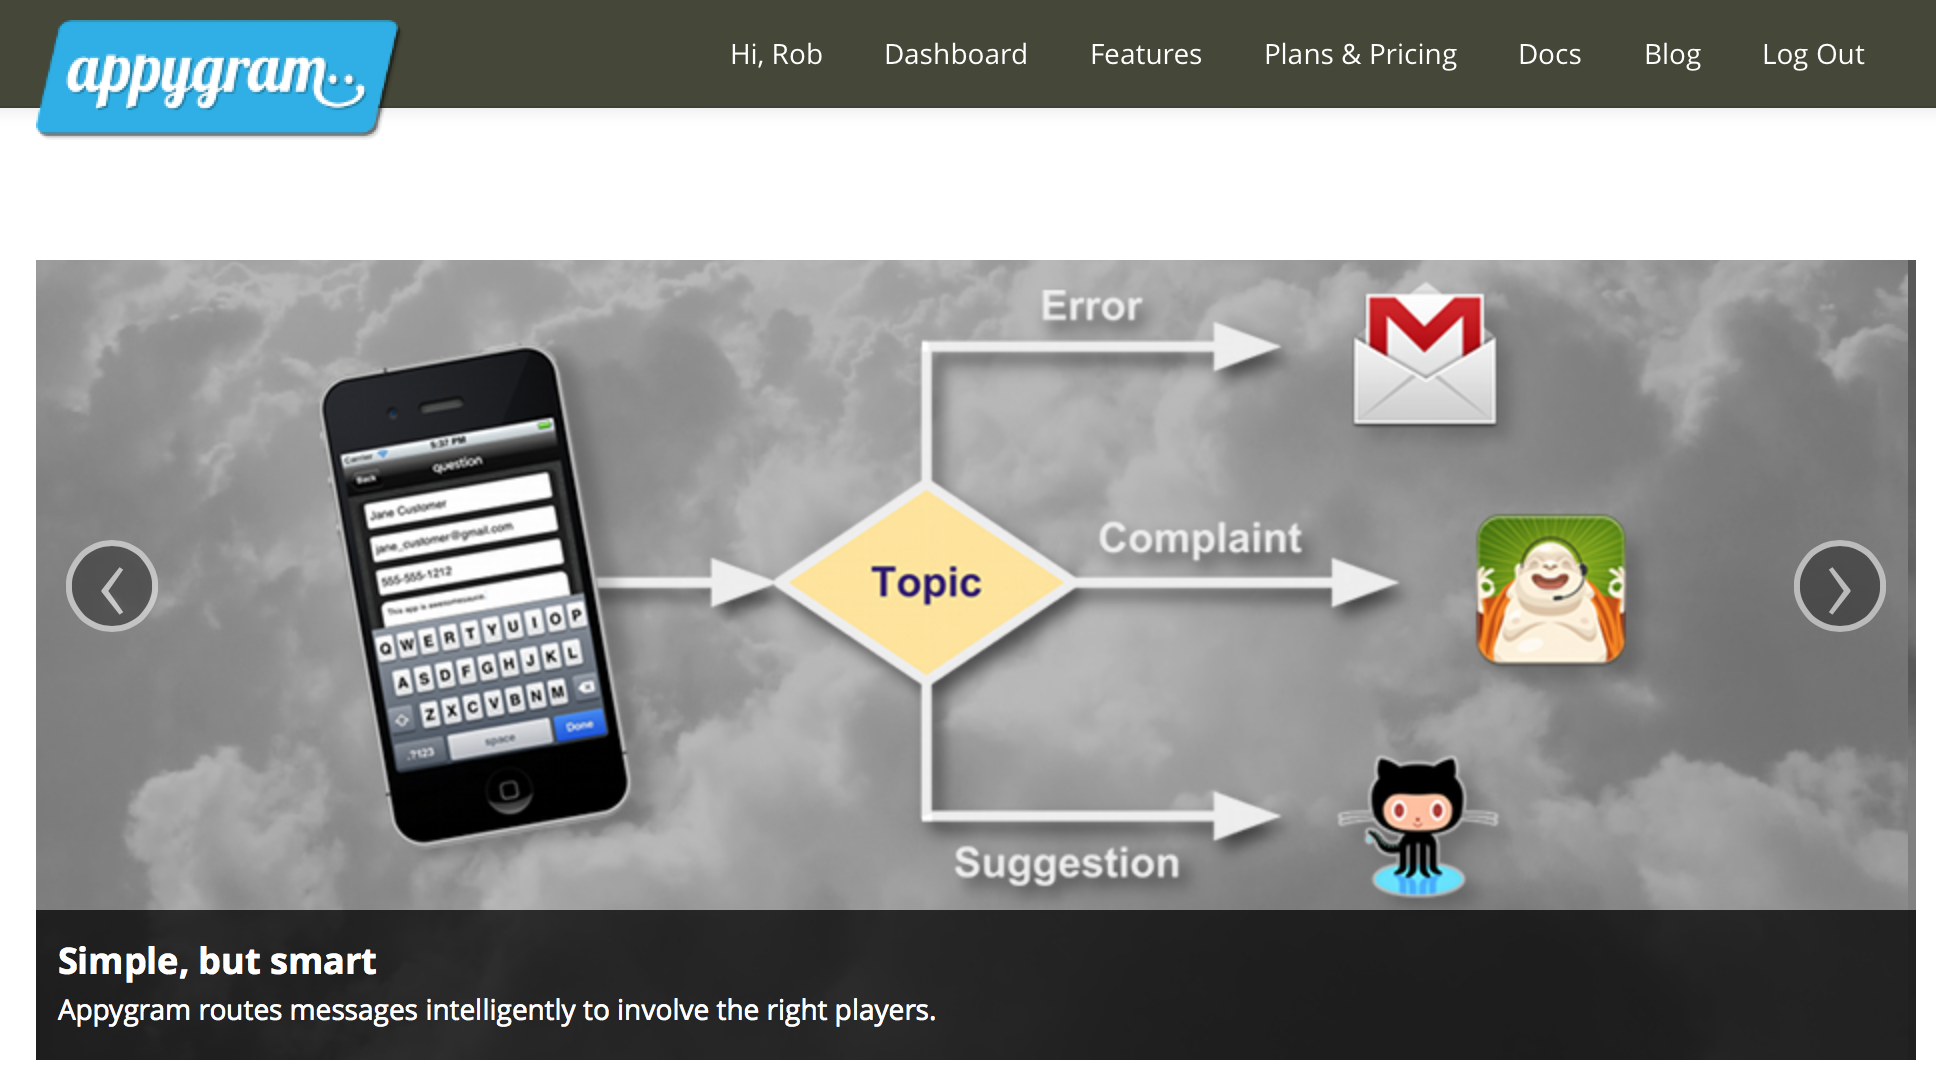 appygram
Hi, Rob
Dashboard
Features
Plans & Pricing
Docs
Blog
Log Out
Error
Carrier
5:37 PM
Back
question
Jane Customer
jane_customer@gmail.com
555-555-1212
This app is awesomesauce.
Q W E R T Y U I O P
A S D F G H J K L
Z X C V B N M
.?123
space
Done
Topic
Complaint
Suggestion
Simple, but smart
Appygram routes messages intelligently to involve the right players.